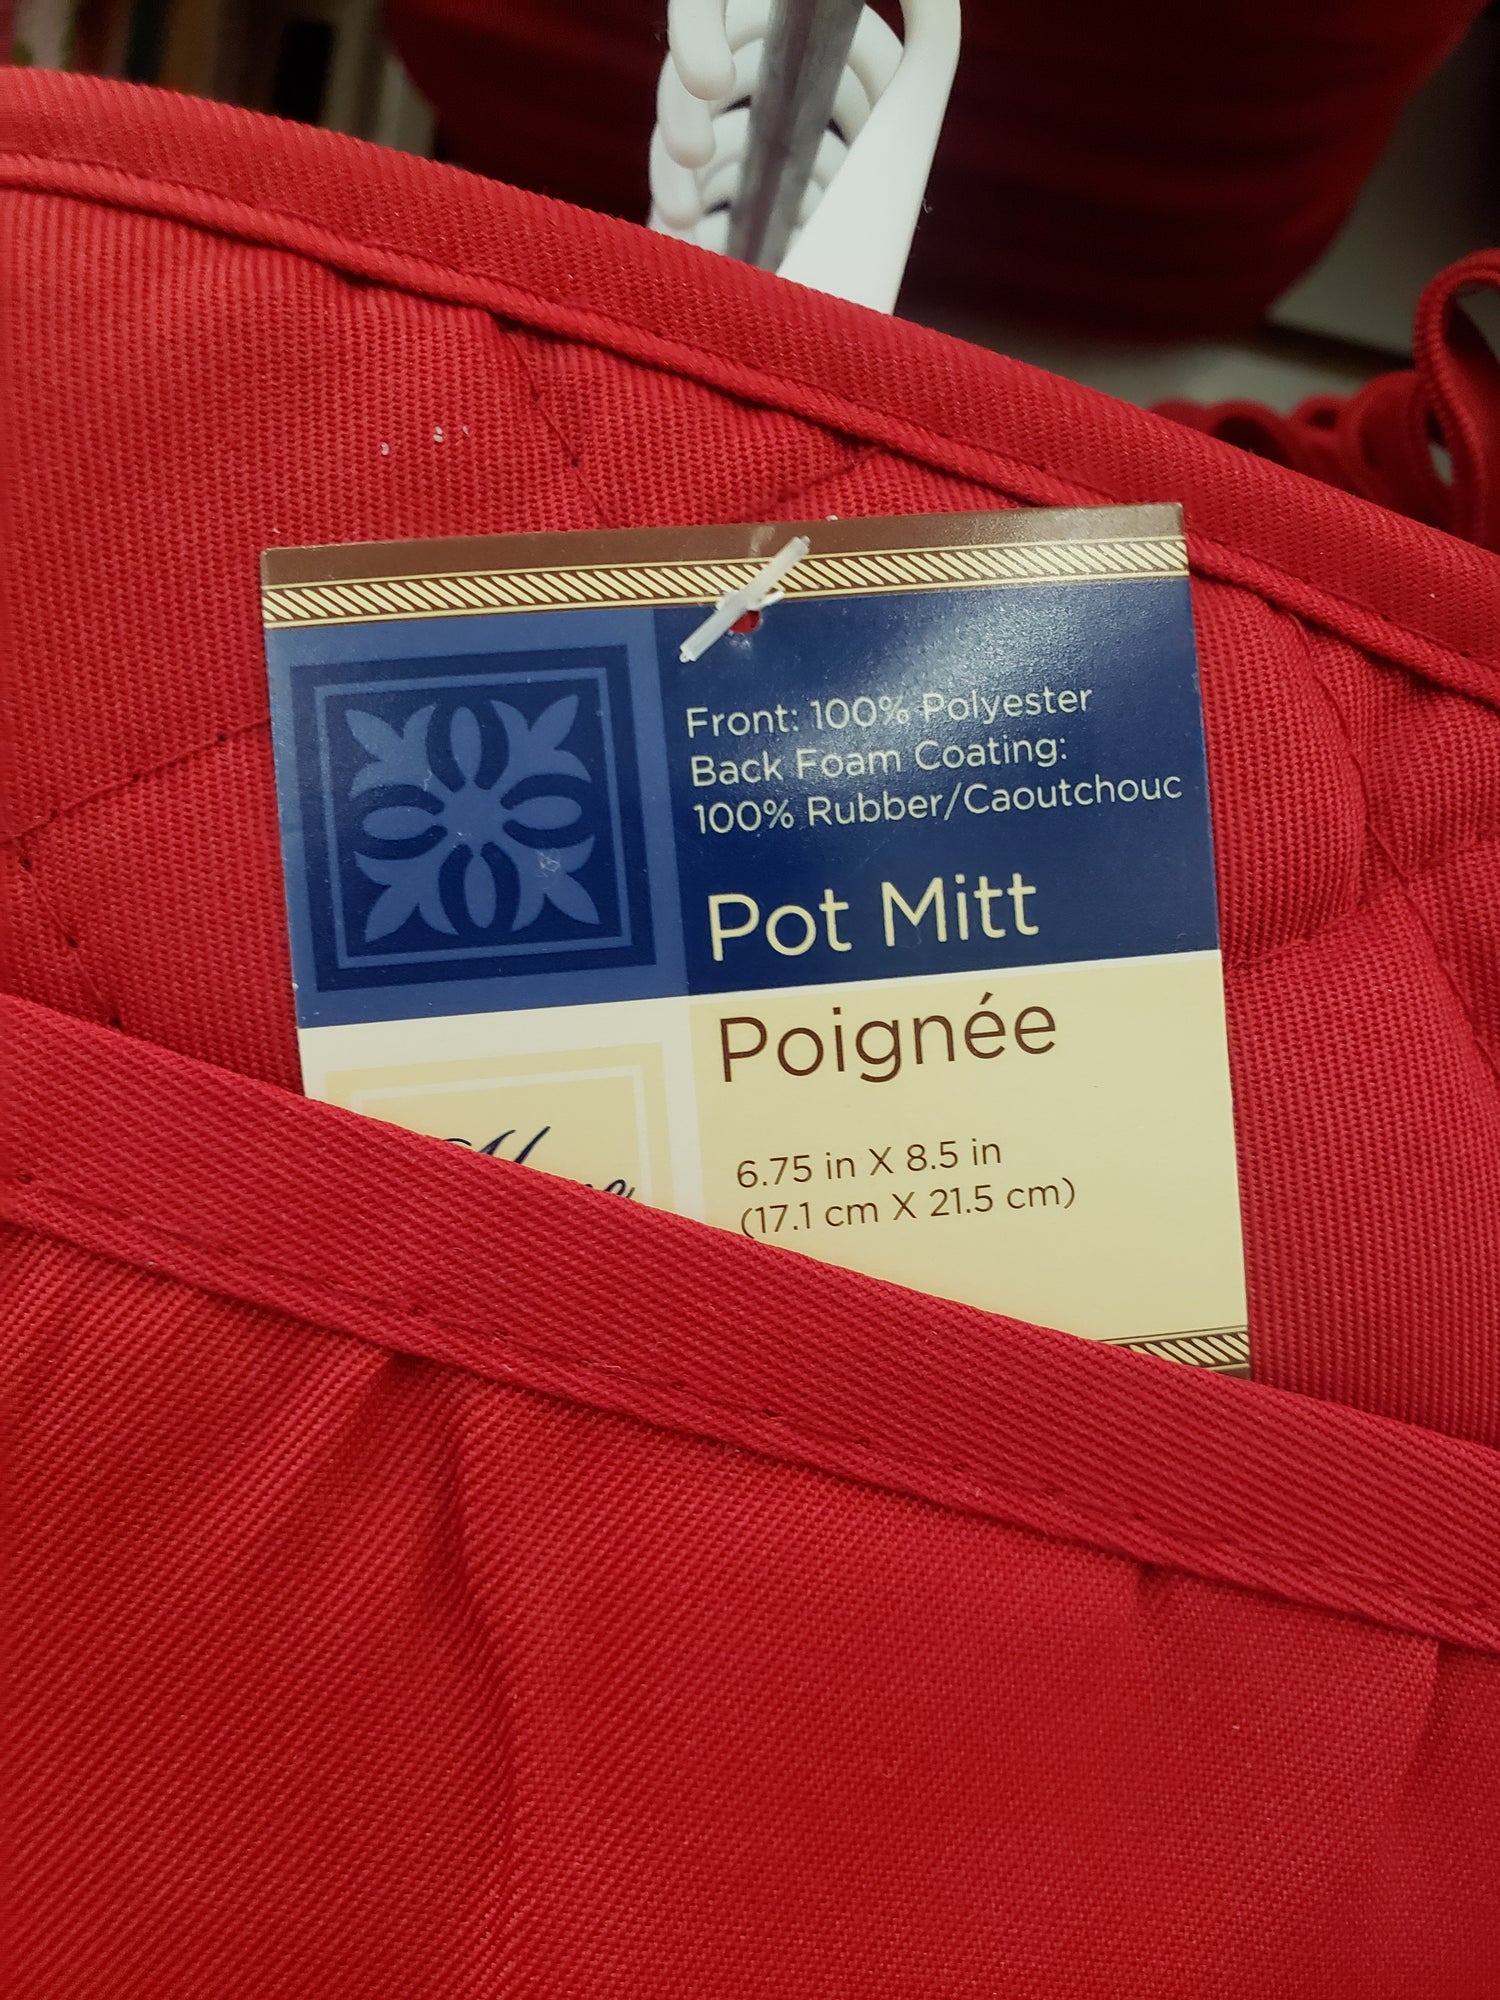 Front: 100% Polyester
Back Foam Coating:
100% Rubber/Caoutchouc
Pot Mitt
Poignée
6.75 in X 8.5 in
(17.1 cm X 21.5 cm)